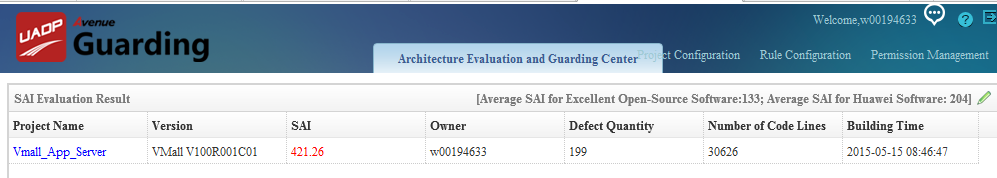 UADP
Avenue
Guarding
Welcome,w00194633
Architecture Evaluation and Guarding Center Project Configuration Rule Configuration Permission Management
SAI Evaluation Result [Average SAI for Excellent Open-Source Software:133; Average SAI for Huawei Software: 204]
Project Name Version SAI Owner Defect Quantity Number of Code Lines Building Time
Vmall_App_Server VMall V100R001C01 421.26 w00194633 199 30626 2015-05-15 08:46:47